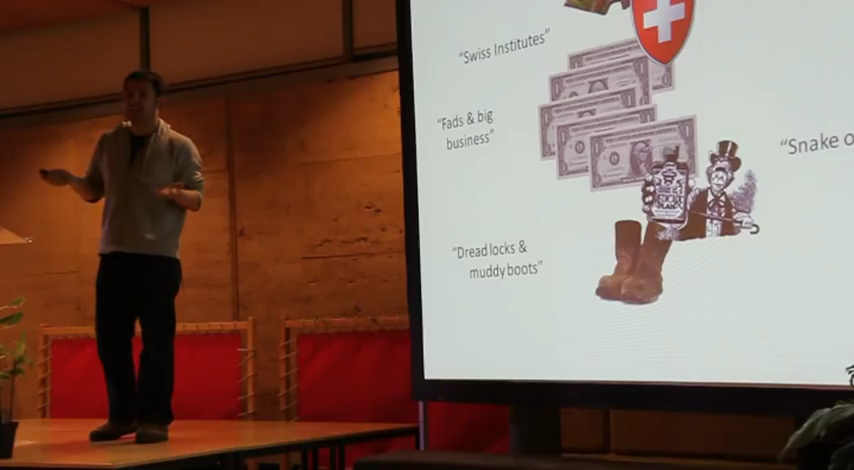 "Swiss Institutes"
"Fads & big
business"
"Snake o
"Dread locks &
muddy boots"